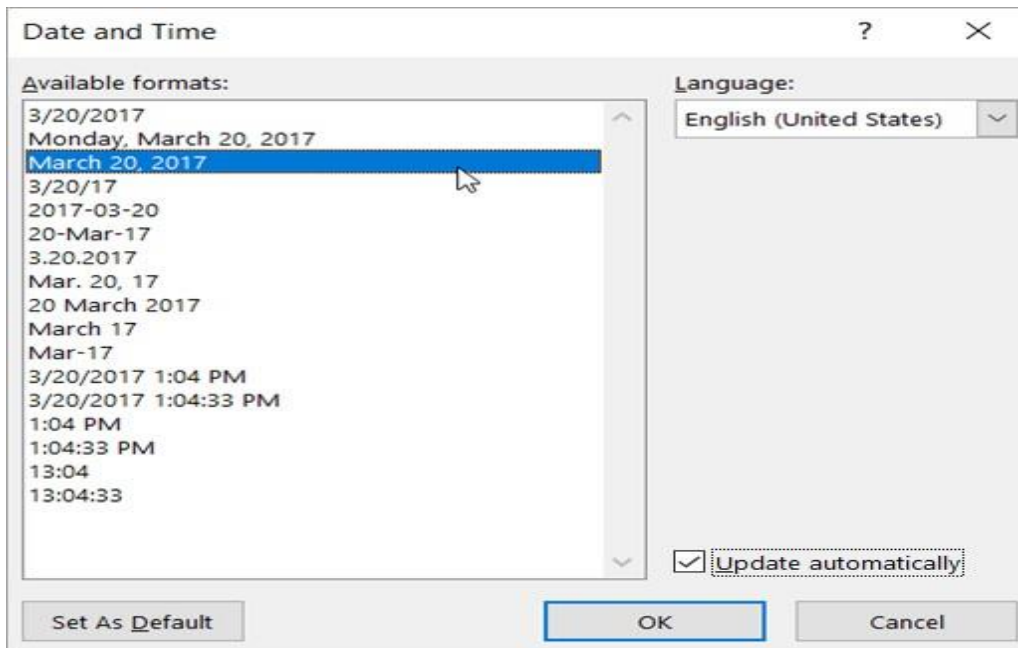 Date and Time
?
Available formats:
3/20/2017
Monday, March 20, 2017
March 20, 2017
3/20/17
2017-03-20
20-Mar-17
3.20.2017
Mar. 20, 17
20 March 2017
March 17
Mar-17
3/20/2017 1:04 PM
3/20/2017 1:04:33 PM
1:04 PM
1:04:33 PM
13:04
13:04:33
Language:
English (United States)
Update automatically
Set As Default
OK
Cancel